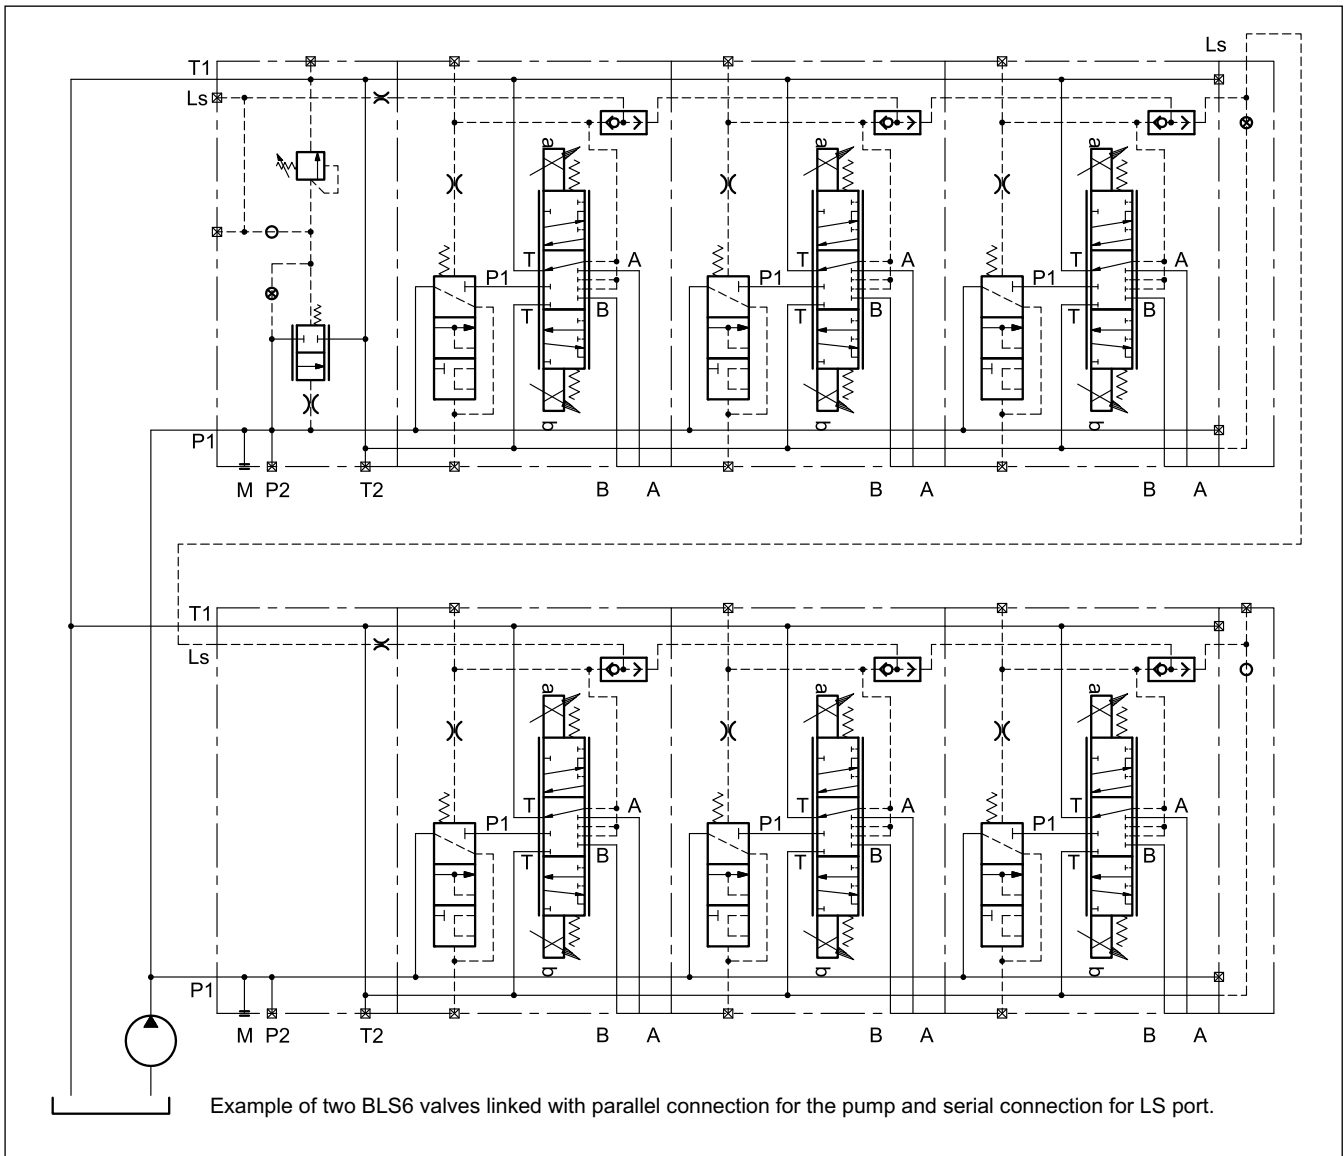 Ls
T1
Ls
a a a
T A T A T A
P1 P1 P1
T B T B T B
b b b
P1
M P2 T2 B A B A B A
T1
Ls
a a a
T A T A T A
P1 P1 P1
T B T B T B
b b b
P1
M P2 T2 B A B A B A
Example of two BLS6 valves linked with parallel connection for the pump and serial connection for LS port.